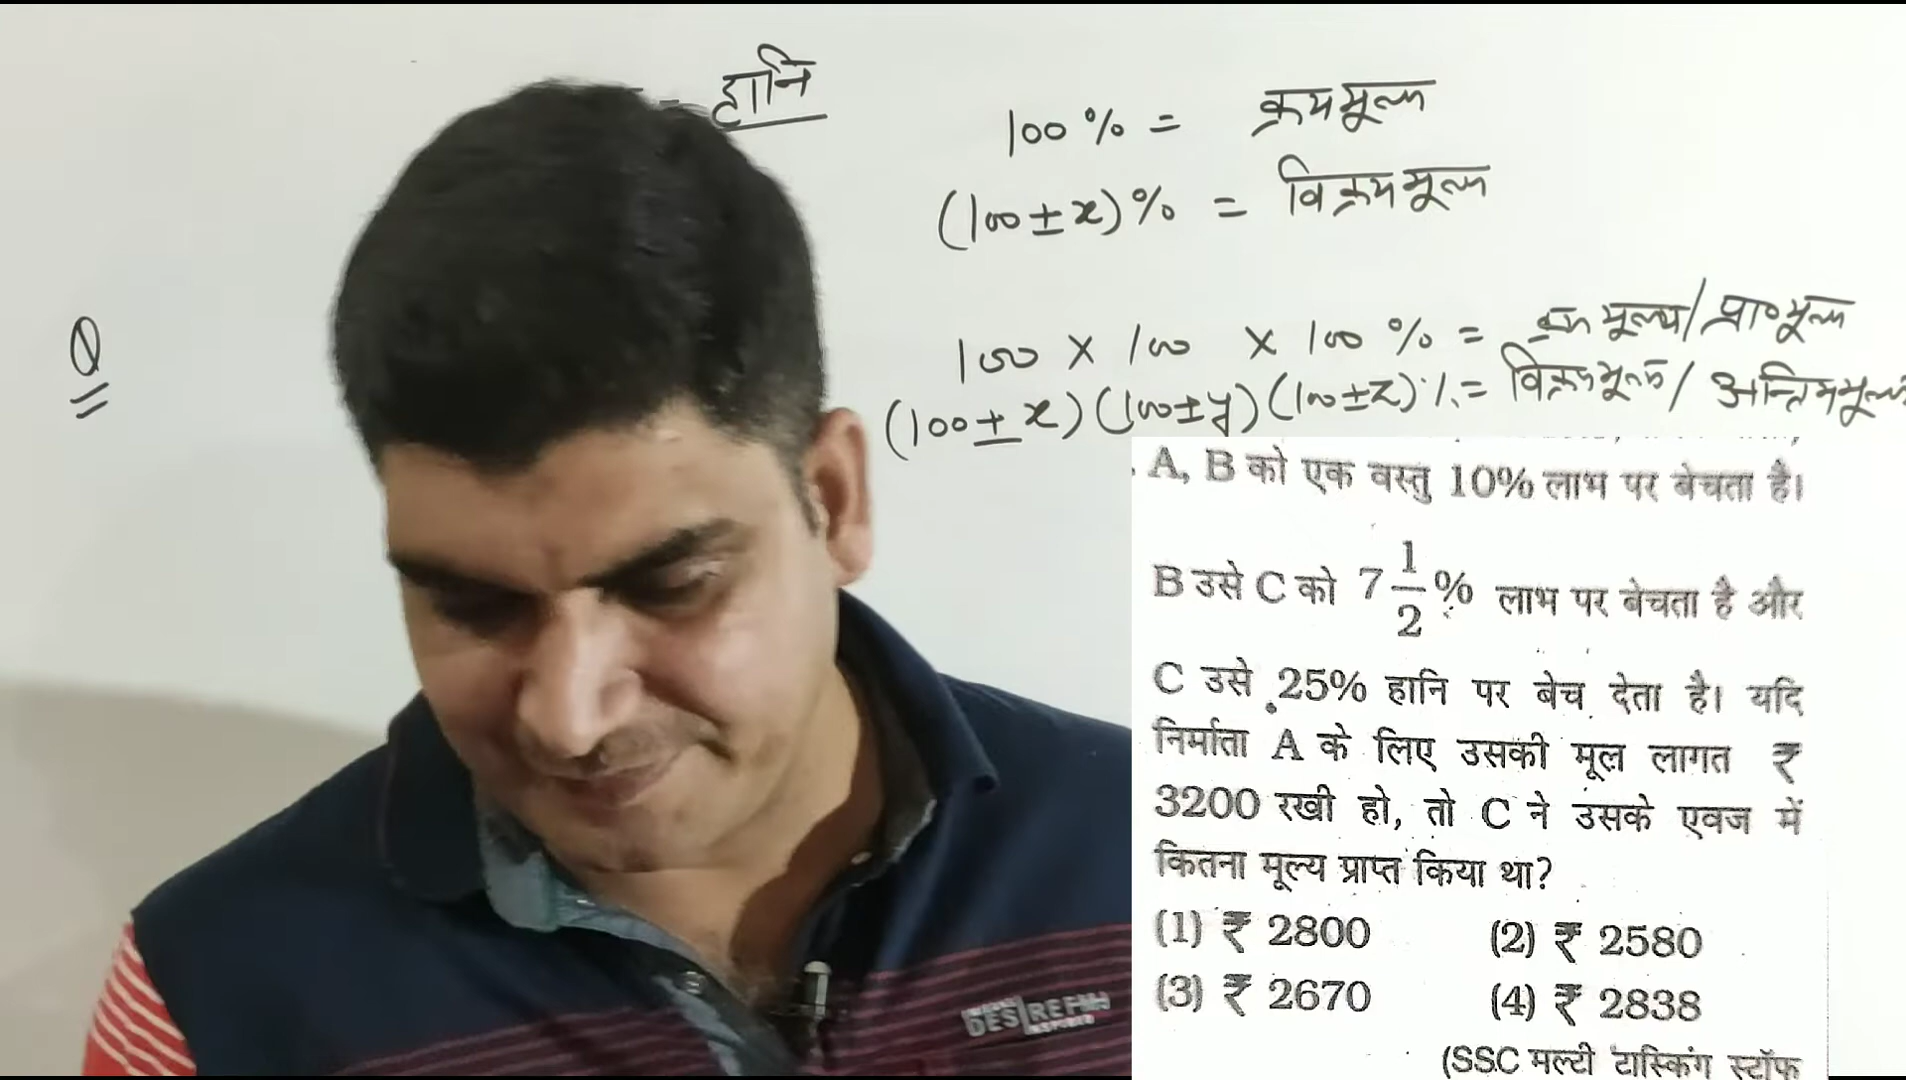 हानि
100 % = क्रयमूल्य
(100 ± x) % = विक्रयमूल्य
Q
100 × 100 × 100 % = क्रय मूल्य/प्रा०मूल्य
(100 ± x) (100 ± y) (100 ± z) % = विक्रयमूल्य/ अन्तिममूल्य
A, B को एक वस्तु 10% लाभ पर बेचता है।
B उसे C को 7 1/2 % लाभ पर बेचता है और
C उसे 25% हानि पर बेच देता है। यदि
निर्माता A के लिए उसकी मूल लागत ₹
3200 रखी हो, तो C ने उसके एवज में
कितना मूल्य प्राप्त किया था?
(1) ₹ 2800 (2) ₹ 2580
(3) ₹ 2670 (4) ₹ 2838
(SSC मल्टी टास्किंग स्टॉफ